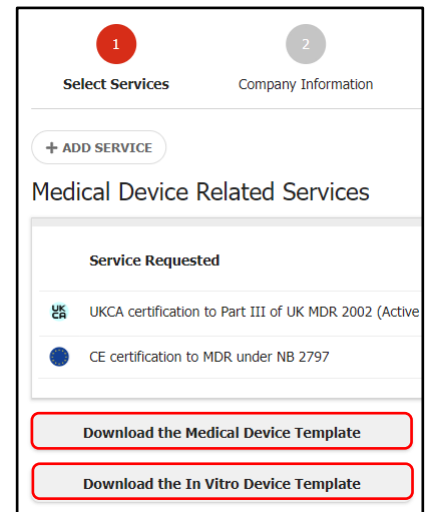 1
2
Select Services
Company Information
+ ADD SERVICE
Medical Device Related Services
Service Requested
UK
CA
UKCA certification to Part III of UK MDR 2002 (Active
CE certification to MDR under NB 2797
Download the Medical Device Template
Download the In Vitro Device Template